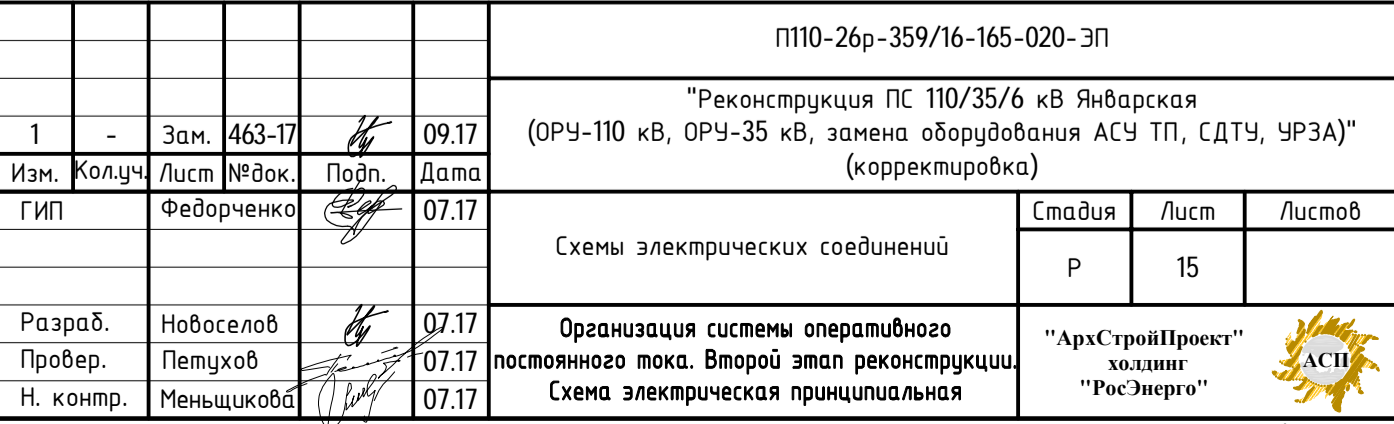 П110-26р-359/16-165-020-ЭП
"Реконструкция ПС 110/35/6 кВ Январская
(ОРУ-110 кВ, ОРУ-35 кВ, замена оборудования АСУ ТП, СДТУ, УРЗА)"
(корректировка)
1 - Зам. 463-17 09.17
Изм. Кол.уч. Лист №док. Подп. Дата
ГИП Федорченко 07.17
Схемы электрических соединений
Стадия Лист Листов
Р 15
Разраб. Новоселов 07.17
Провер. Петухов 07.17
Н. контр. Меньщикова 07.17
Организация системы оперативного
постоянного тока. Второй этап реконструкции.
Схема электрическая принципиальная
"АрхСтройПроект"
холдинг
"РосЭнерго"
АСП